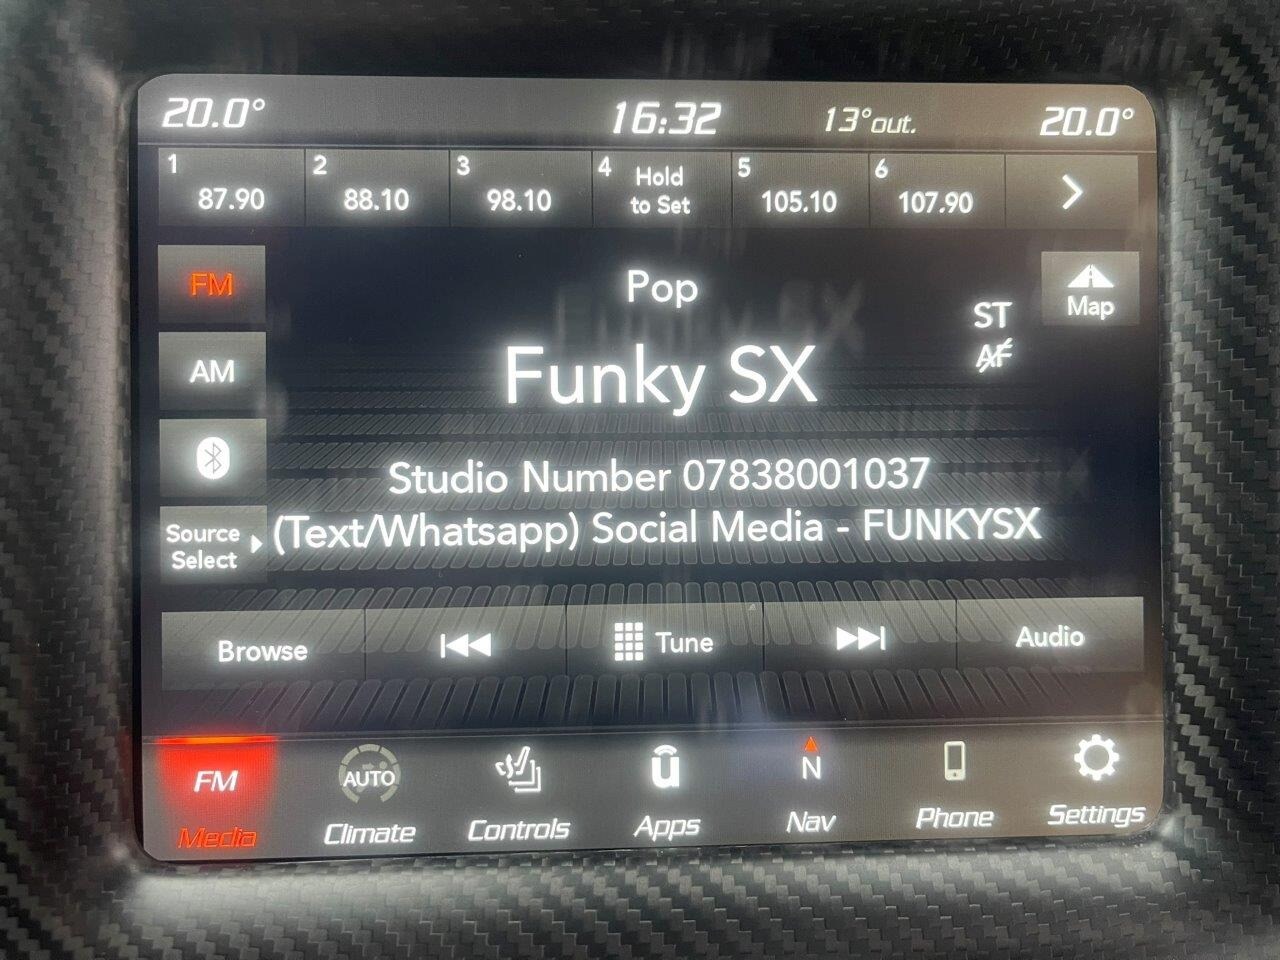 20.0° 16:32 13°out. 20.0°
1 87.90
2 88.10
3 98.10
4 Hold
to Set
5 105.10
6 107.90
FM
AM
Source
Select
Pop
Funky SX
Studio Number 07838001037
(Text/Whatsapp) Social Media - FUNKYSX
ST
AF
Map
Browse Tune Audio
FM AUTO N
Media Climate Controls Apps Nav Phone Settings